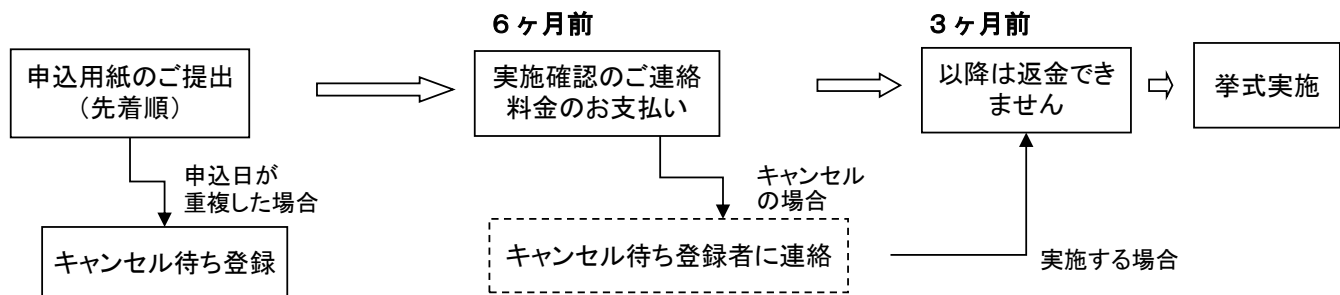 ６ヶ月前
３ヶ月前
申込用紙のご提出
（先着順）
実施確認のご連絡
料金のお支払い
以降は返金でき
ません
挙式実施
申込日が
重複した場合
キャンセル
の場合
キャンセル待ち登録
キャンセル待ち登録者に連絡
実施する場合